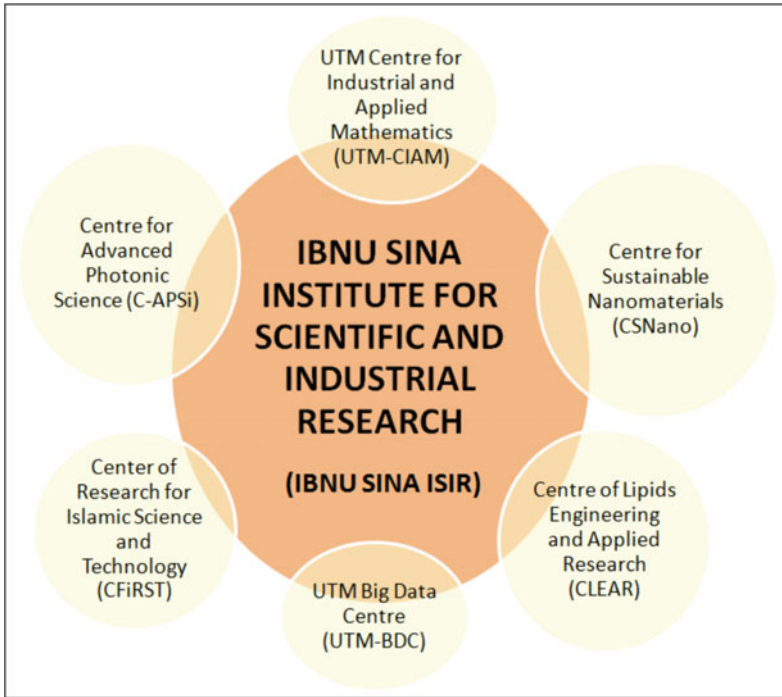 UTM Centre for
Industrial and
Applied
Mathematics
(UTM-CIAM)
Centre for
Advanced
Photonic
Science (C-APSi)
IBNU SINA
INSTITUTE FOR
SCIENTIFIC AND
INDUSTRIAL
RESEARCH
(IBNU SINA ISIR)
Centre for
Sustainable
Nanomaterials
(CSNano)
Center of
Research for
Islamic Science
and
Technology
(CFiRST)
UTM Big Data
Centre
(UTM-BDC)
Centre of Lipids
Engineering
and Applied
Research
(CLEAR)